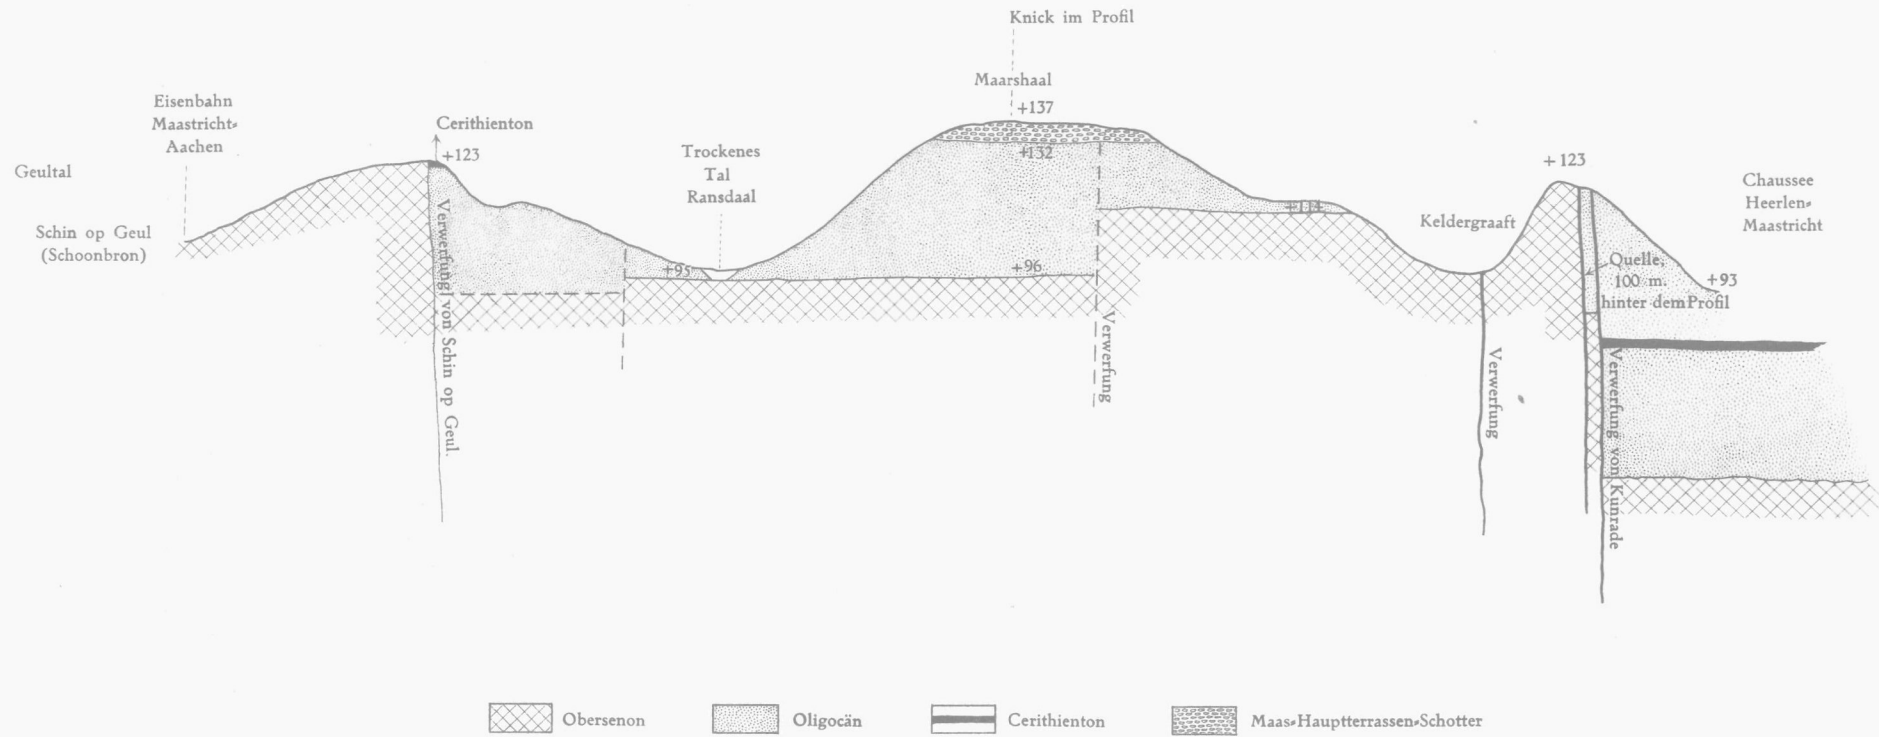 Knick im Profil
Maarshaal
+137
Eisenbahn
Maastricht-
Aachen
Cerithienton
+123
+132
Trockenes
Tal
Ransdaal
+123
Geultal
Chaussee
Heerlen-
Maastricht
Schin op Geul
(Schoonbron)
+114
Keldergraaft
+95
+96
Quelle,
100 m.
hinter dem Profil
+93
Verwerfung von Schin op Geul.
Verwerfung
Verwerfung
Verwerfung von Kunrade
Obersenon
Oligocän
Cerithienton
Maas-Hauptterrassen-Schotter